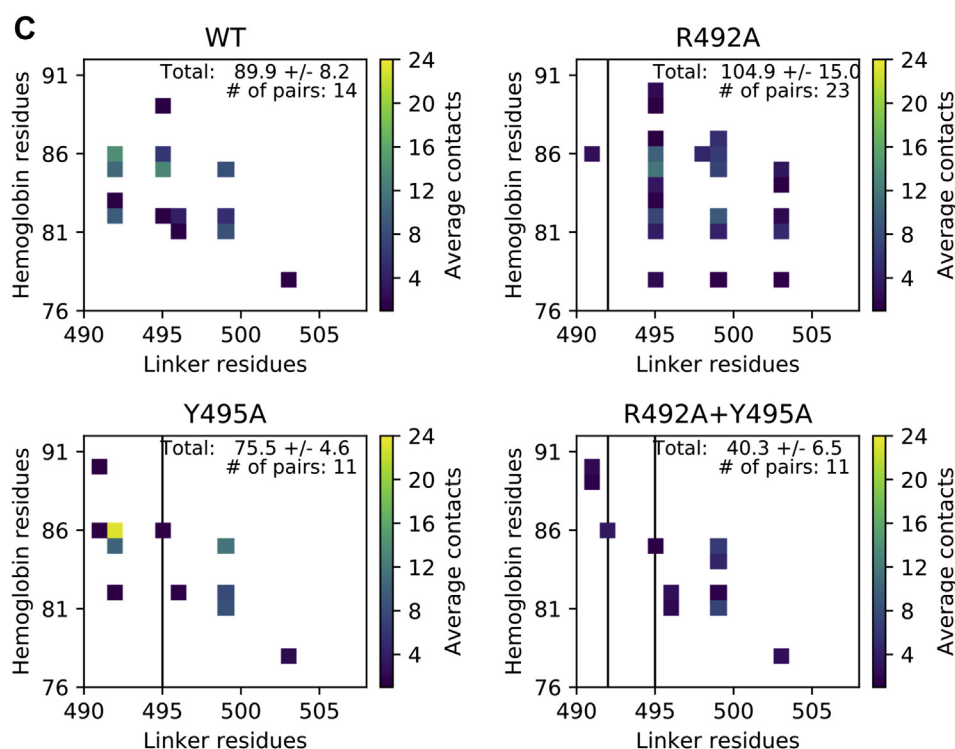 C
WT
Total: 89.9 +/- 8.2
# of pairs: 14
91
86
81
76
490
495
500
505
Hemoglobin residues
Linker residues
24
20
16
12
8
4
Average contacts
R492A
Total: 104.9 +/- 15.0
# of pairs: 23
91
86
81
76
490
495
500
505
Hemoglobin residues
Linker residues
24
20
16
12
8
4
Average contacts
Y495A
Total: 75.5 +/- 4.6
# of pairs: 11
91
86
81
76
490
495
500
505
Hemoglobin residues
Linker residues
24
20
16
12
8
4
Average contacts
R492A+Y495A
Total: 40.3 +/- 6.5
# of pairs: 11
91
86
81
76
490
495
500
505
Hemoglobin residues
Linker residues
24
20
16
12
8
4
Average contacts